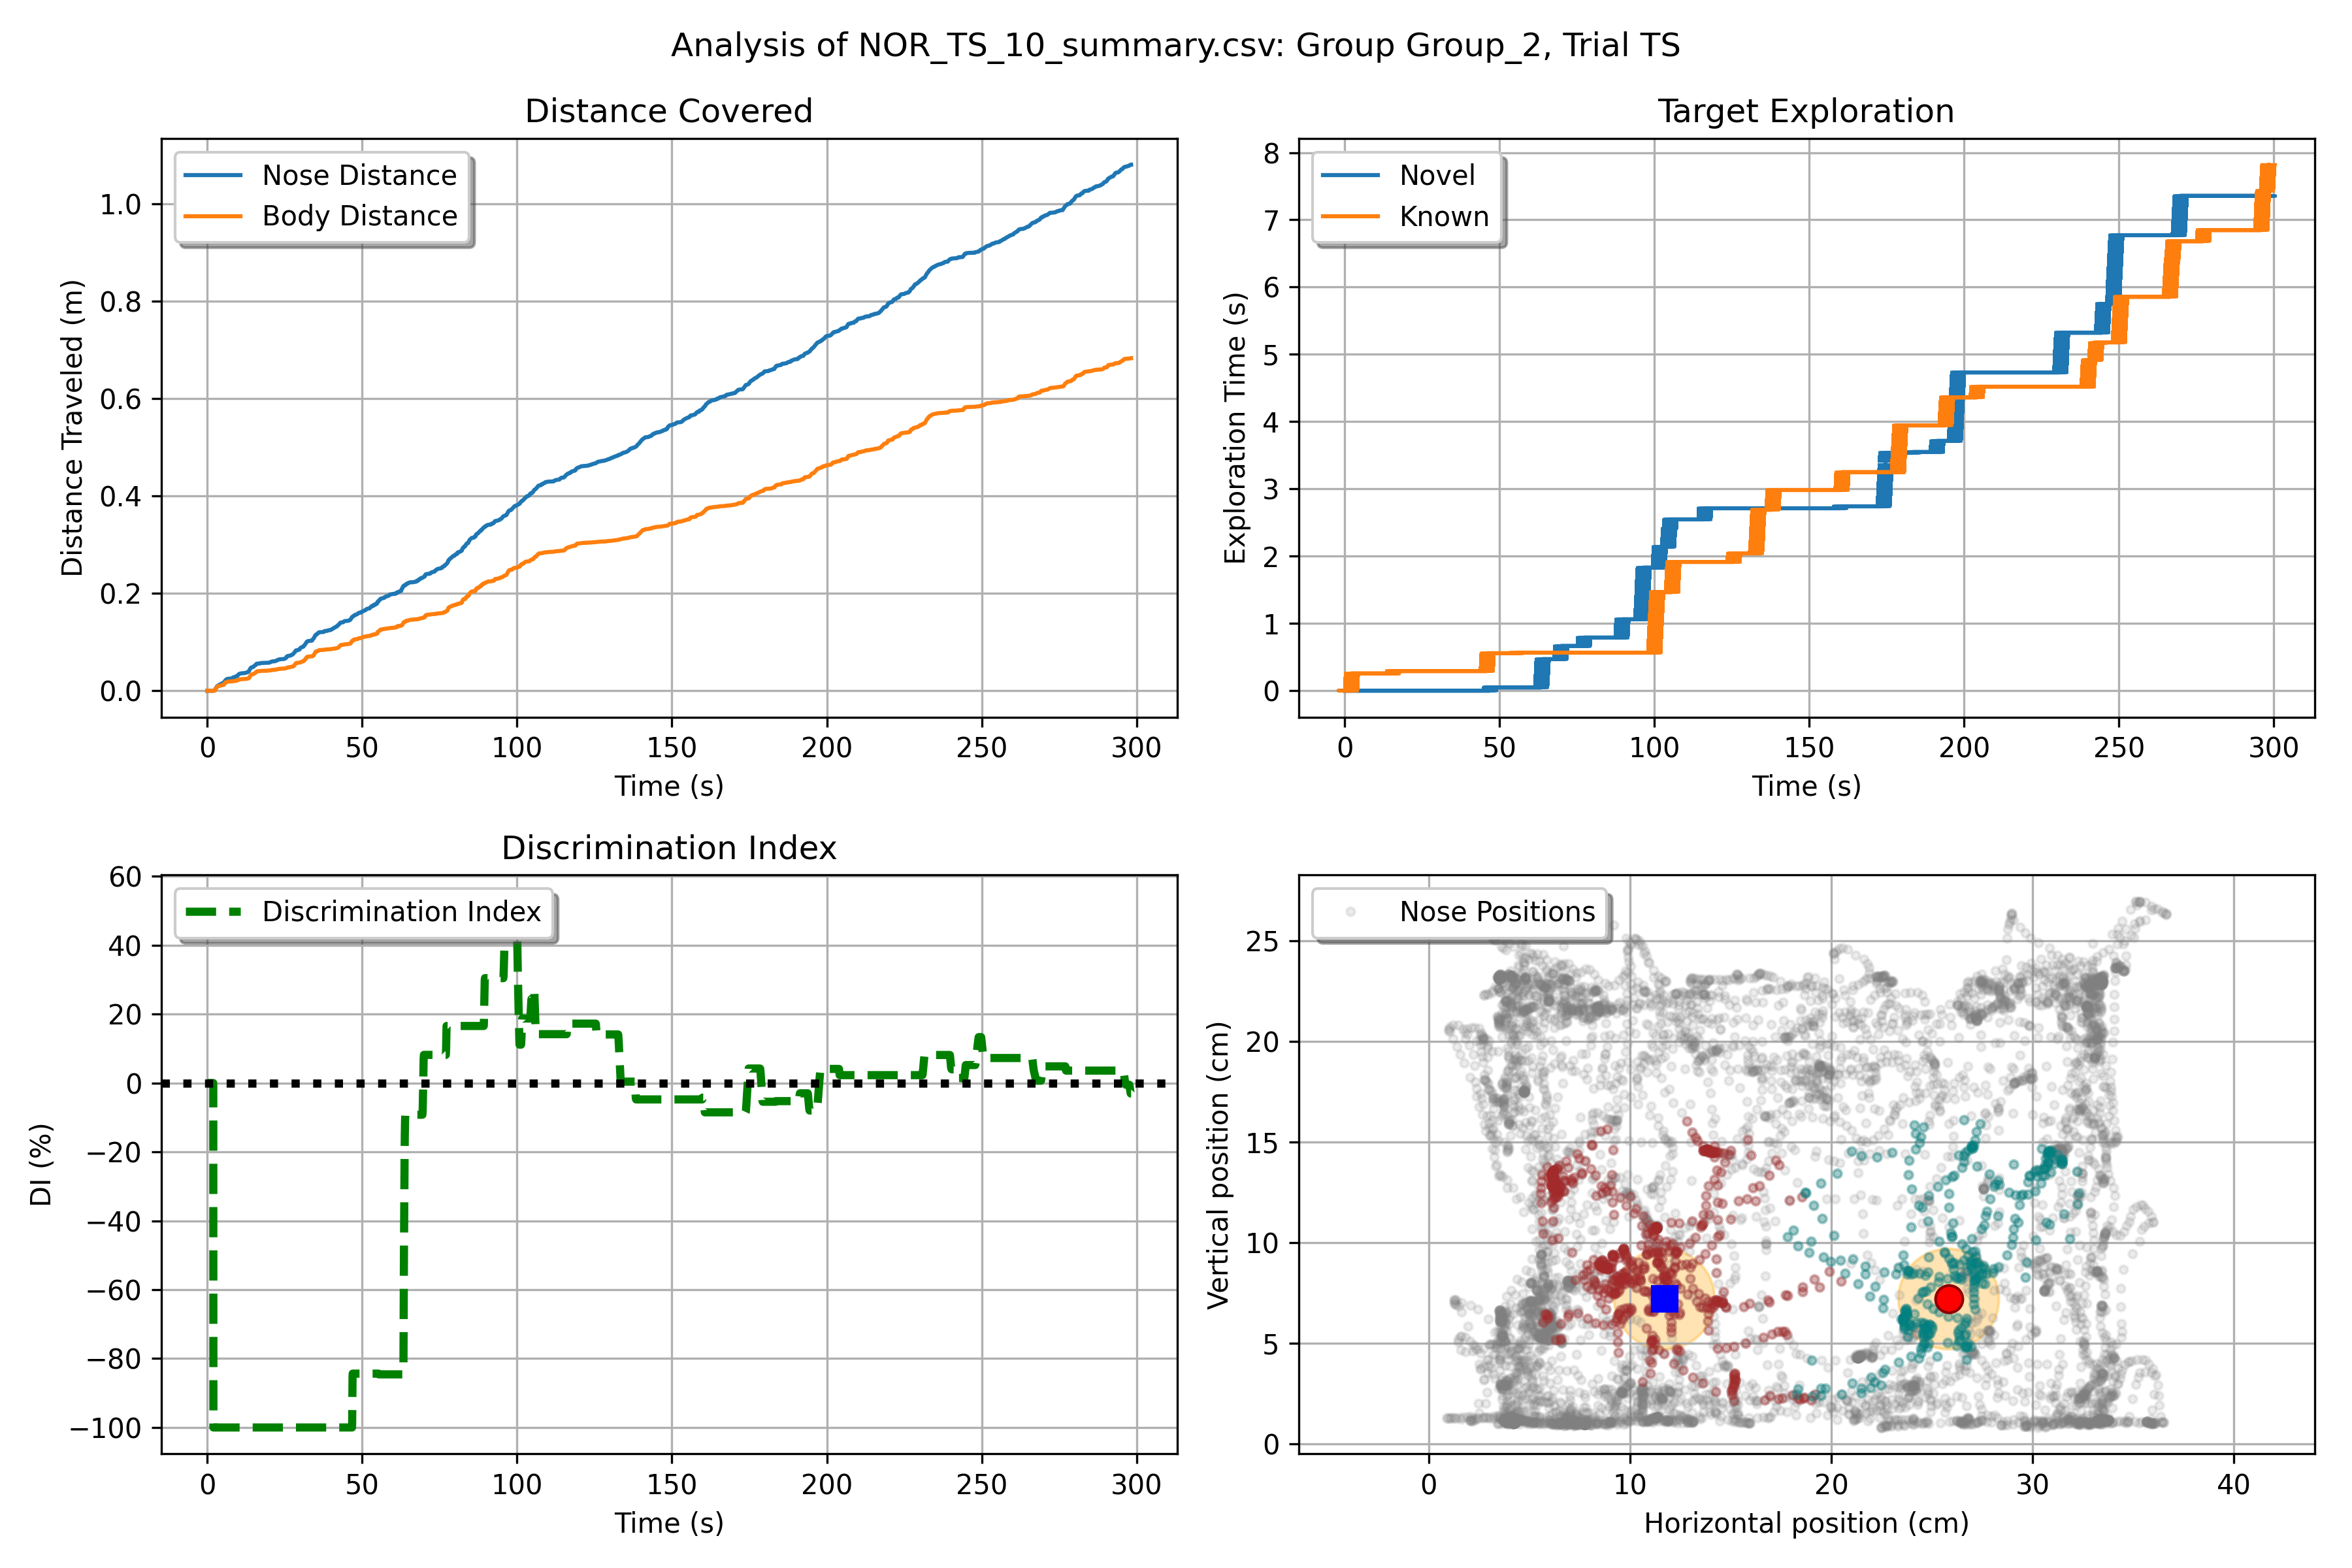 Analysis of NOR_TS_10_summary.csv: Group Group_2, Trial TS
Distance Covered
Nose Distance
Body Distance
Distance Traveled (m)
1.0
0.8
0.6
0.4
0.2
0.0
0 50 100 150 200 250 300
Time (s)
Target Exploration
Novel
Known
Exploration Time (s)
8
7
6
5
4
3
2
1
0
0 50 100 150 200 250 300
Time (s)
Discrimination Index
Discrimination Index
DI (%)
60
40
20
0
−20
−40
−60
−80
−100
0 50 100 150 200 250 300
Time (s)
Nose Positions
Vertical position (cm)
25
20
15
10
5
0
0 10 20 30 40
Horizontal position (cm)